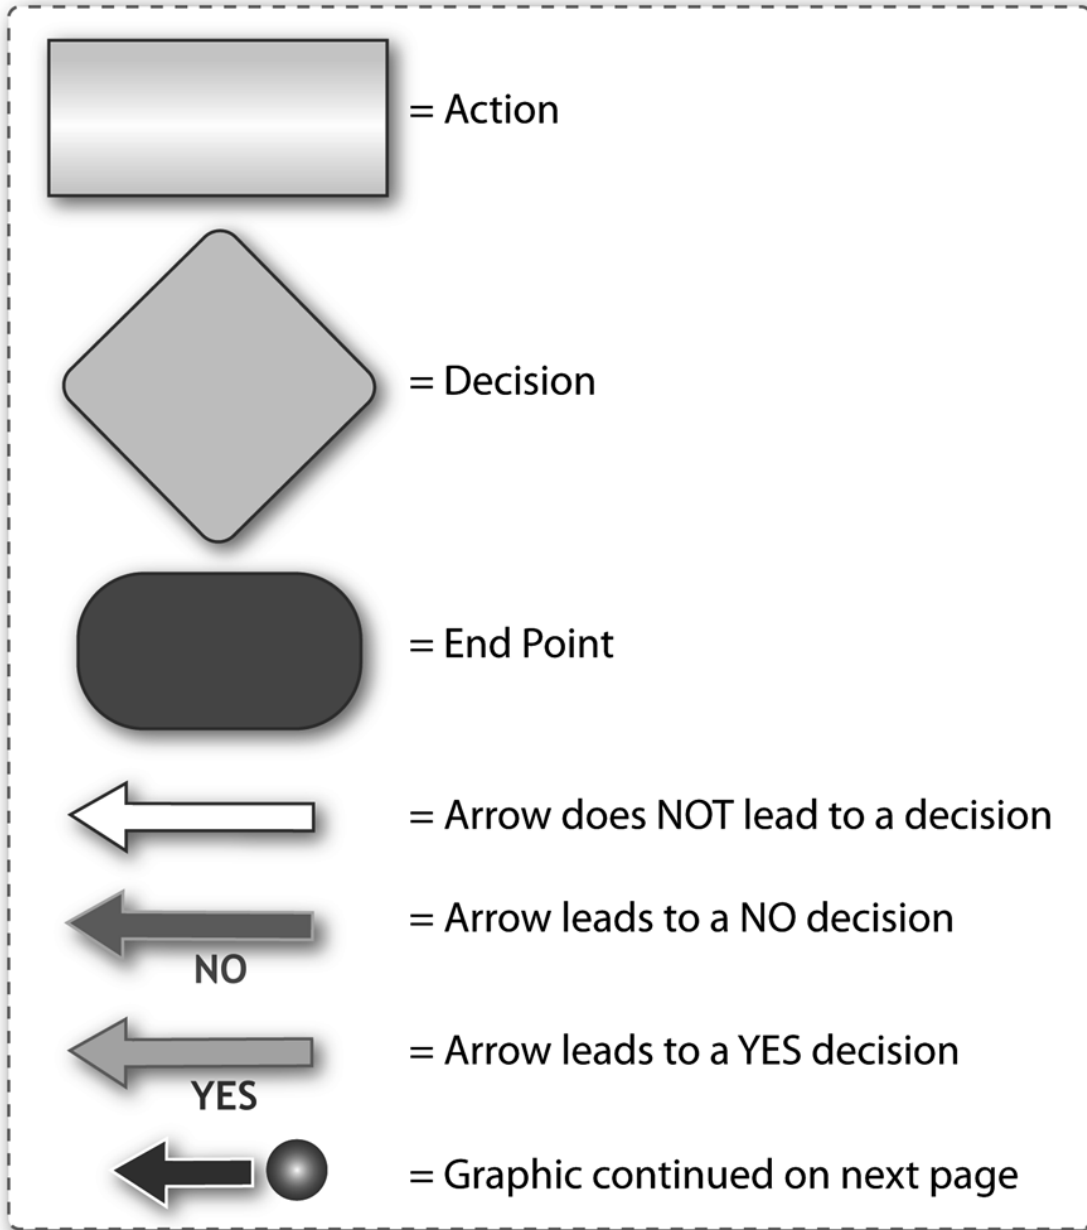 = Action
= Decision
= End Point
= Arrow does NOT lead to a decision
= Arrow leads to a NO decision
NO
= Arrow leads to a YES decision
YES
= Graphic continued on next page